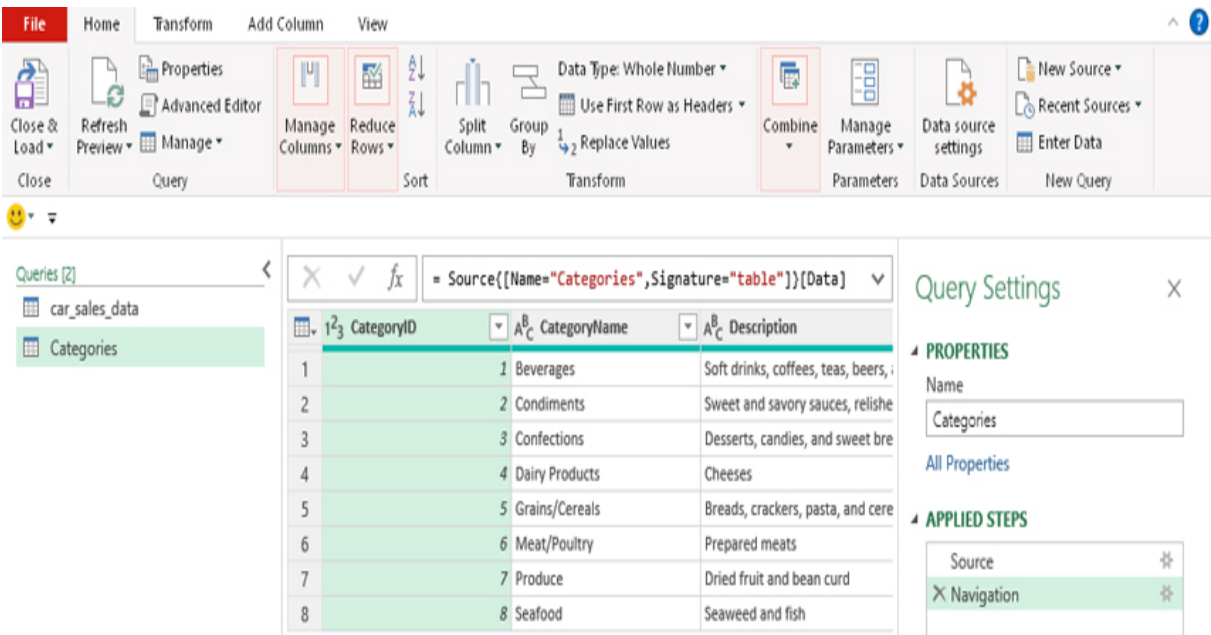 File Home Transform Add Column View
Properties
Advanced Editor
Manage
Close &
Load
Refresh
Preview
Manage
Columns
Reduce
Rows
Split
Column
Group
By
Data Type: Whole Number
Use First Row as Headers
Replace Values
Combine
Manage
Parameters
Data source
settings
New Source
Recent Sources
Enter Data
Close Query Sort Transform Parameters Data Sources New Query
Queries [2]
car_sales_data
Categories
= Source{[Name="Categories",Signature="table"]}[Data]
CategoryID CategoryName Description
1 1 Beverages Soft drinks, coffees, teas, beers,
2 2 Condiments Sweet and savory sauces, relishe
3 3 Confections Desserts, candies, and sweet bre
4 4 Dairy Products Cheeses
5 5 Grains/Cereals Breads, crackers, pasta, and cere
6 6 Meat/Poultry Prepared meats
7 7 Produce Dried fruit and bean curd
8 8 Seafood Seaweed and fish
Query Settings
PROPERTIES
Name
Categories
All Properties
APPLIED STEPS
Source
Navigation